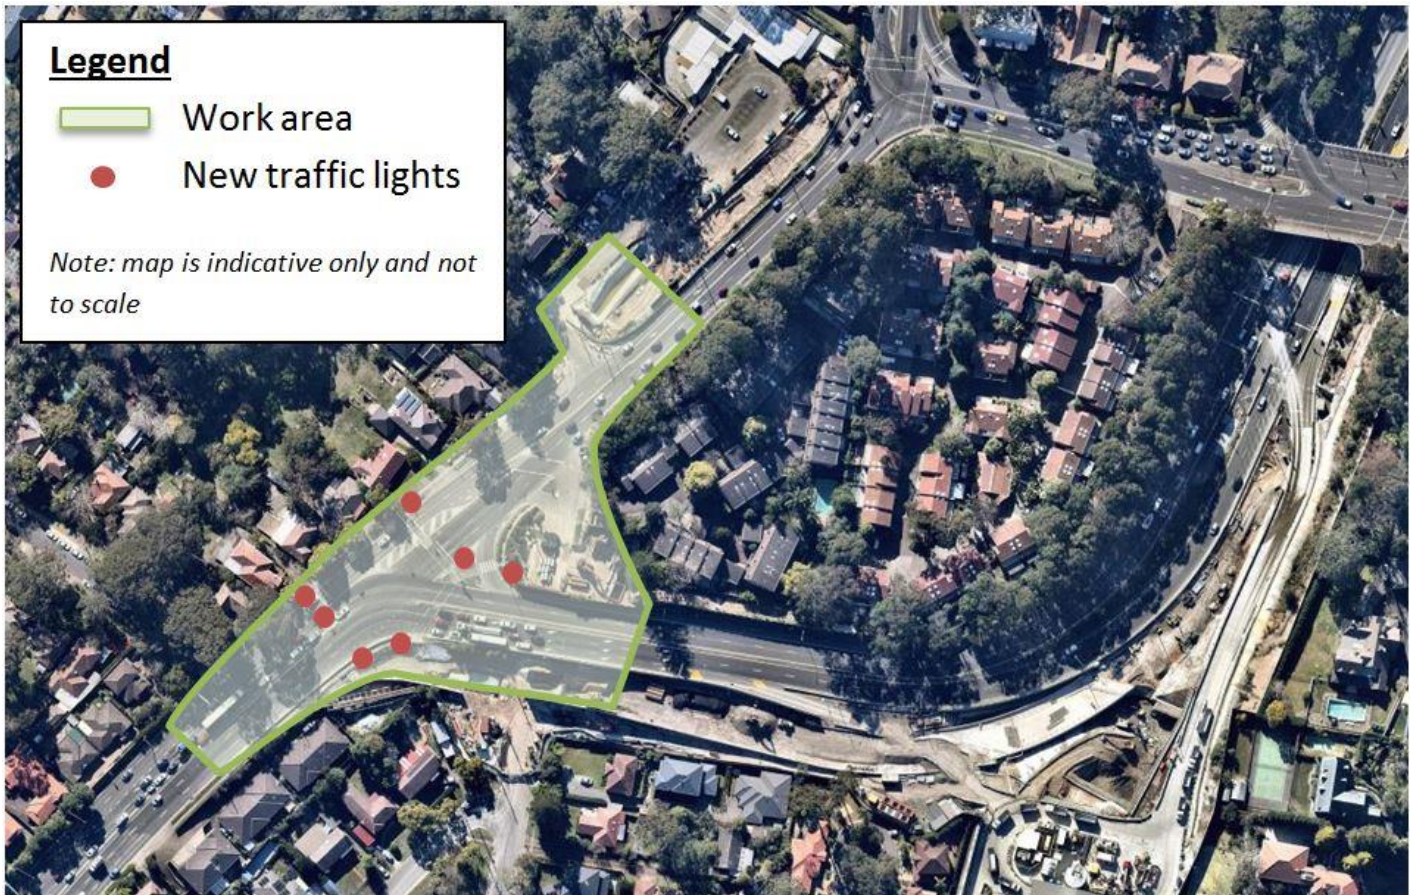 Legend
Work area
New traffic lights
Note: map is indicative only and not
to scale